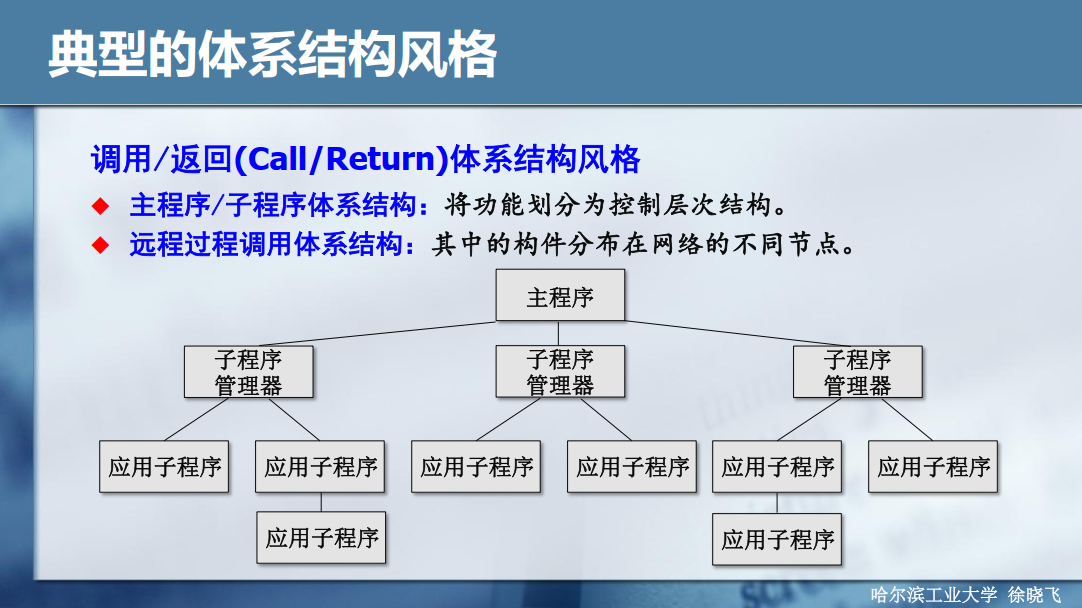 典型的体系结构风格
调用/返回(Call/Return)体系结构风格
主程序/子程序体系结构：将功能划分为控制层次结构。
远程过程调用体系结构：其中的构件分布在网络的不同节点。
主程序
子程序
管理器
子程序
管理器
子程序
管理器
应用子程序
应用子程序
应用子程序
应用子程序
应用子程序
应用子程序
应用子程序
应用子程序
哈尔滨工业大学 徐晓飞